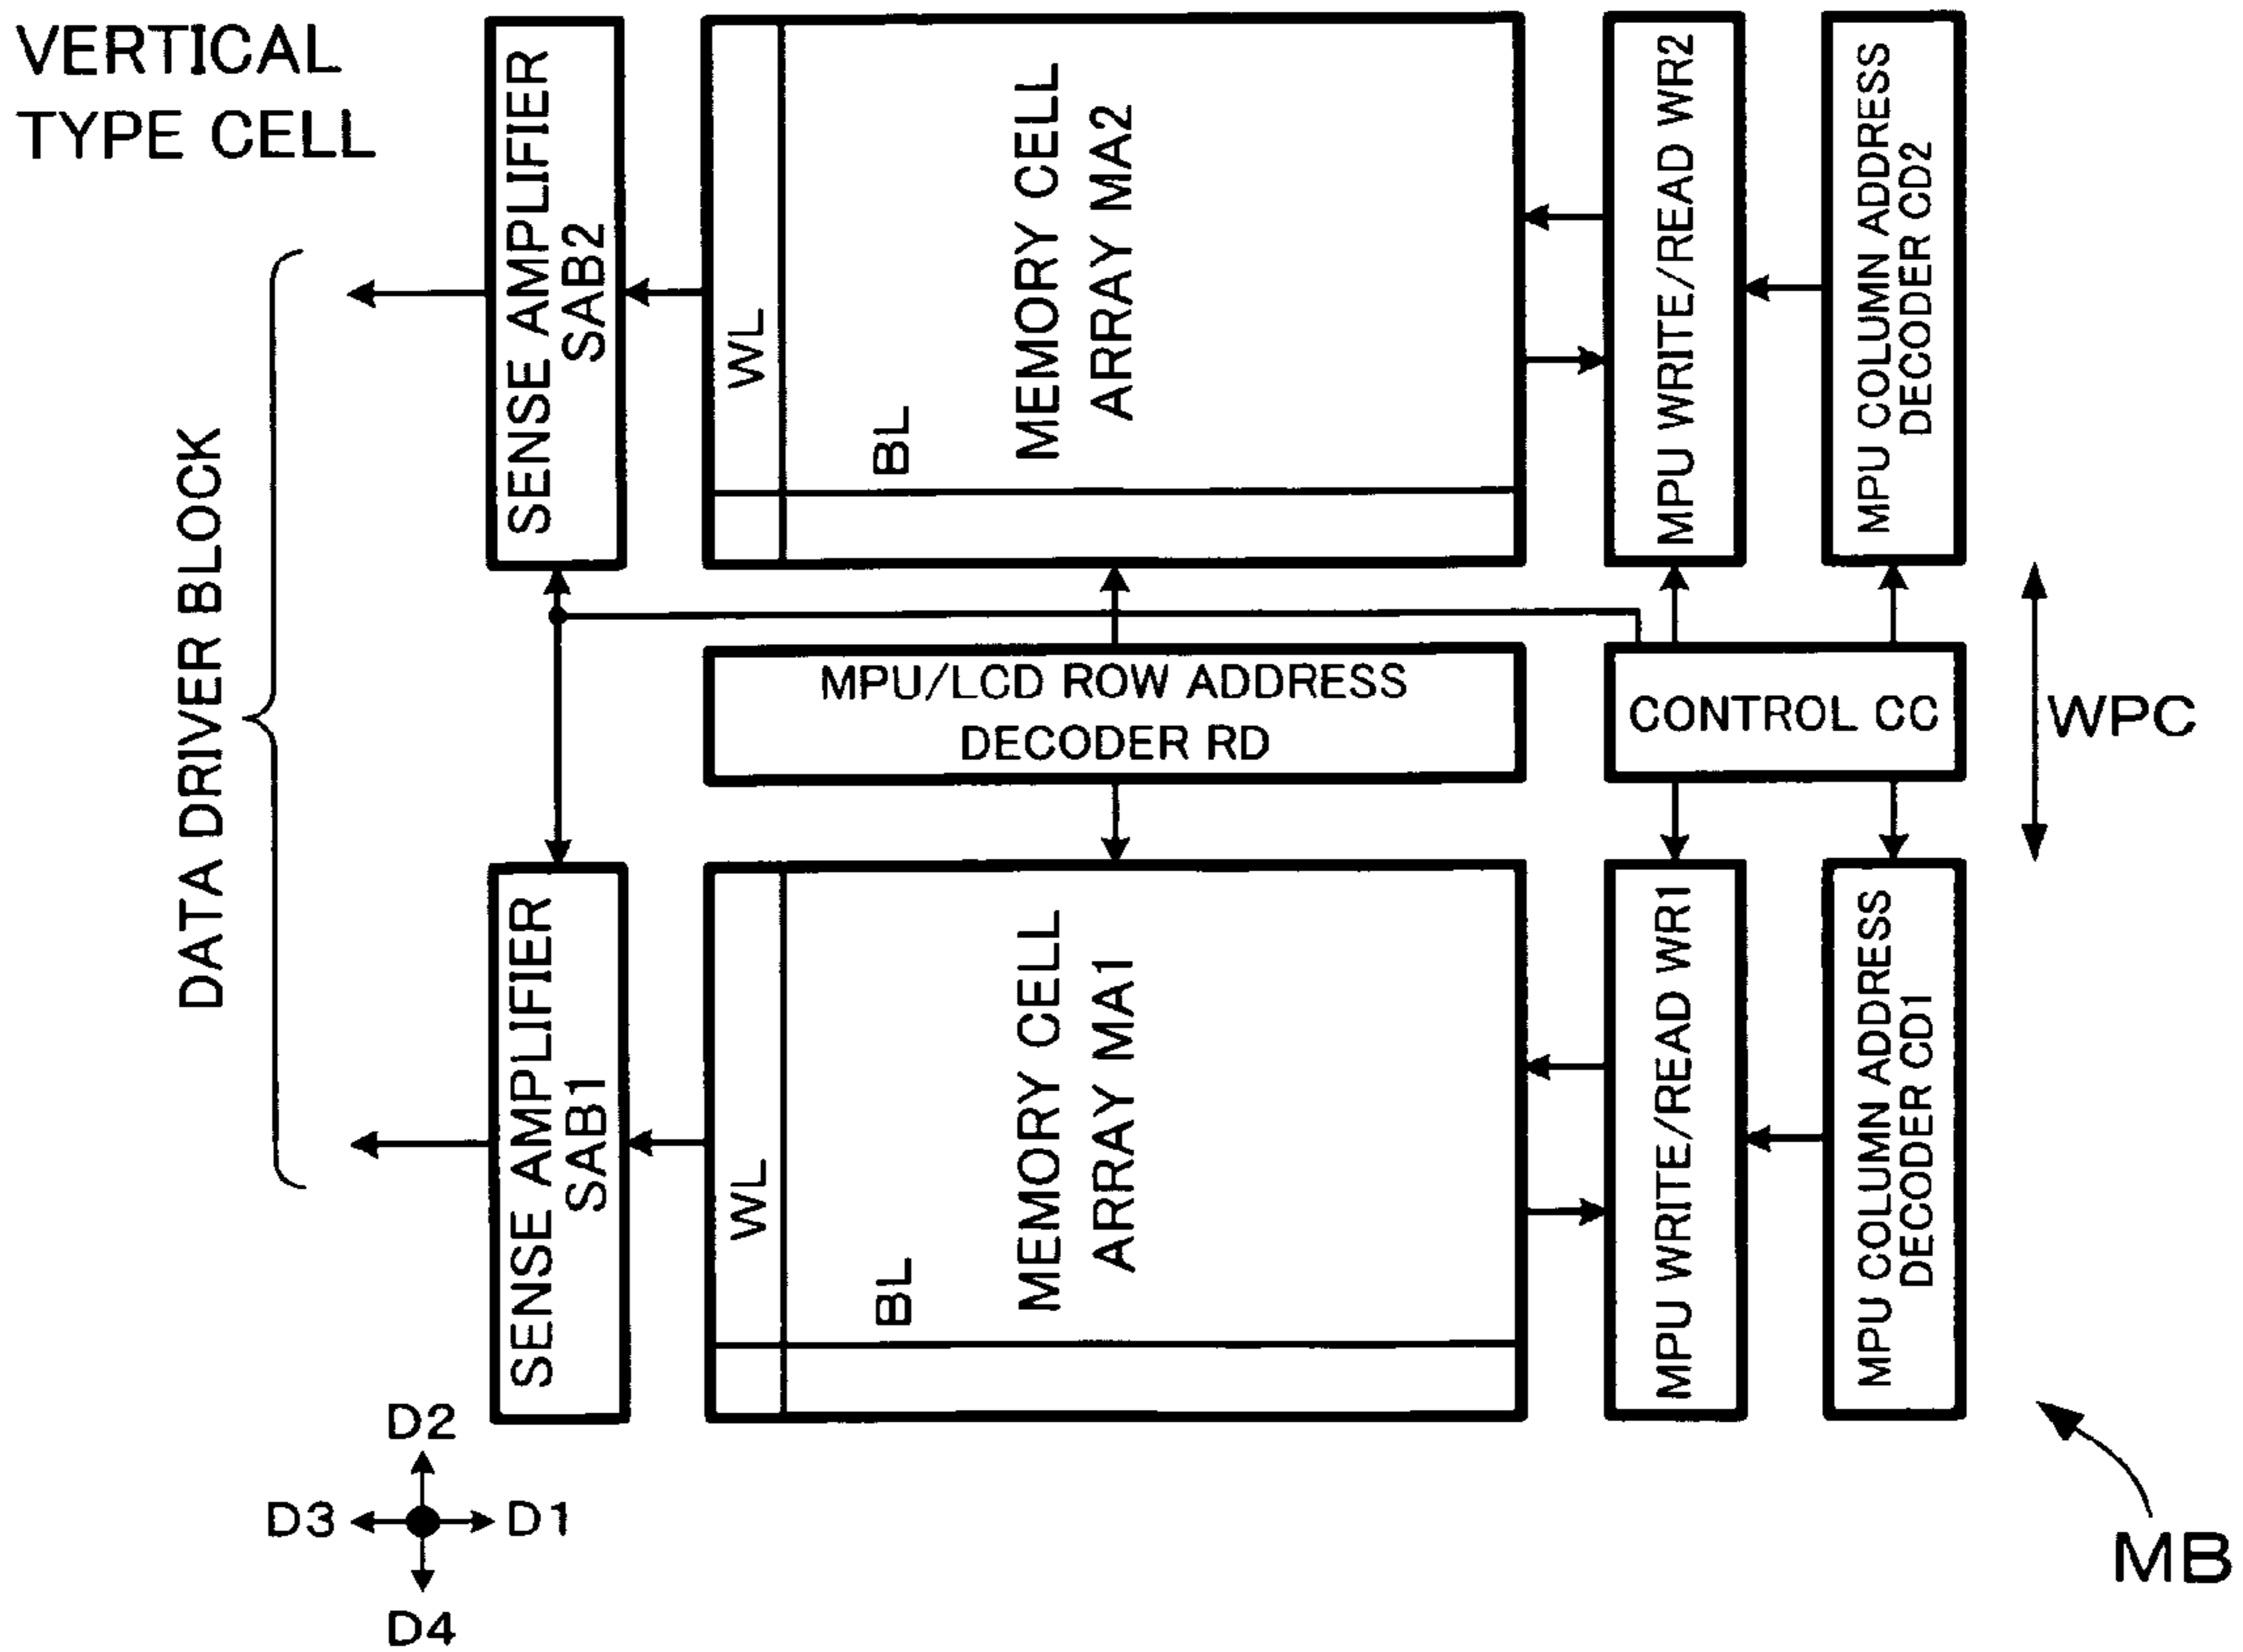 VERTICAL
TYPE CELL
DATA DRIVER BLOCK
SENSE AMPLIFIER
SAB2
WL
BL
MEMORY CELL
ARRAY MA2
MPU WRITE/READ WR2
MPU COLUMN ADDRESS
DECODER CD2
MPU/LCD ROW ADDRESS
DECODER RD
CONTROL CC
WPC
SENSE AMPLIFIER
SAB1
WL
BL
MEMORY CELL
ARRAY MA1
MPU WRITE/READ WR1
MPU COLUMN ADDRESS
DECODER CD1
D2
D3
D1
D4
MB